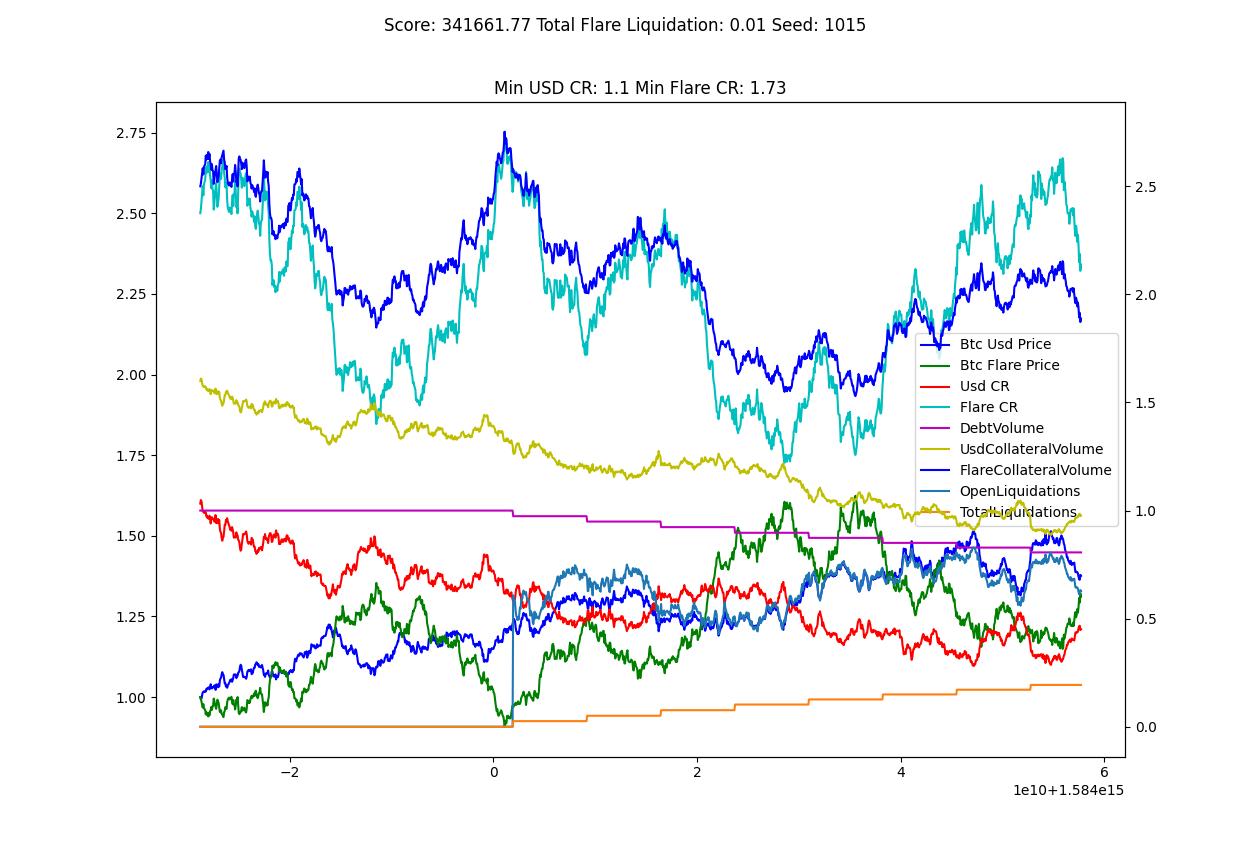 Score: 341661.77 Total Flare Liquidation: 0.01 Seed: 1015
Min USD CR: 1.1 Min Flare CR: 1.73
2.75
2.50
2.25
2.00
1.75
1.50
1.25
1.00
2.5
2.0
1.5
1.0
0.5
0.0
Btc Usd Price
Btc Flare Price
Usd CR
Flare CR
DebtVolume
UsdCollateralVolume
FlareCollateralVolume
OpenLiquidations
TotalLiquidations
−2 0 2 4 6
1e10+1.584e15